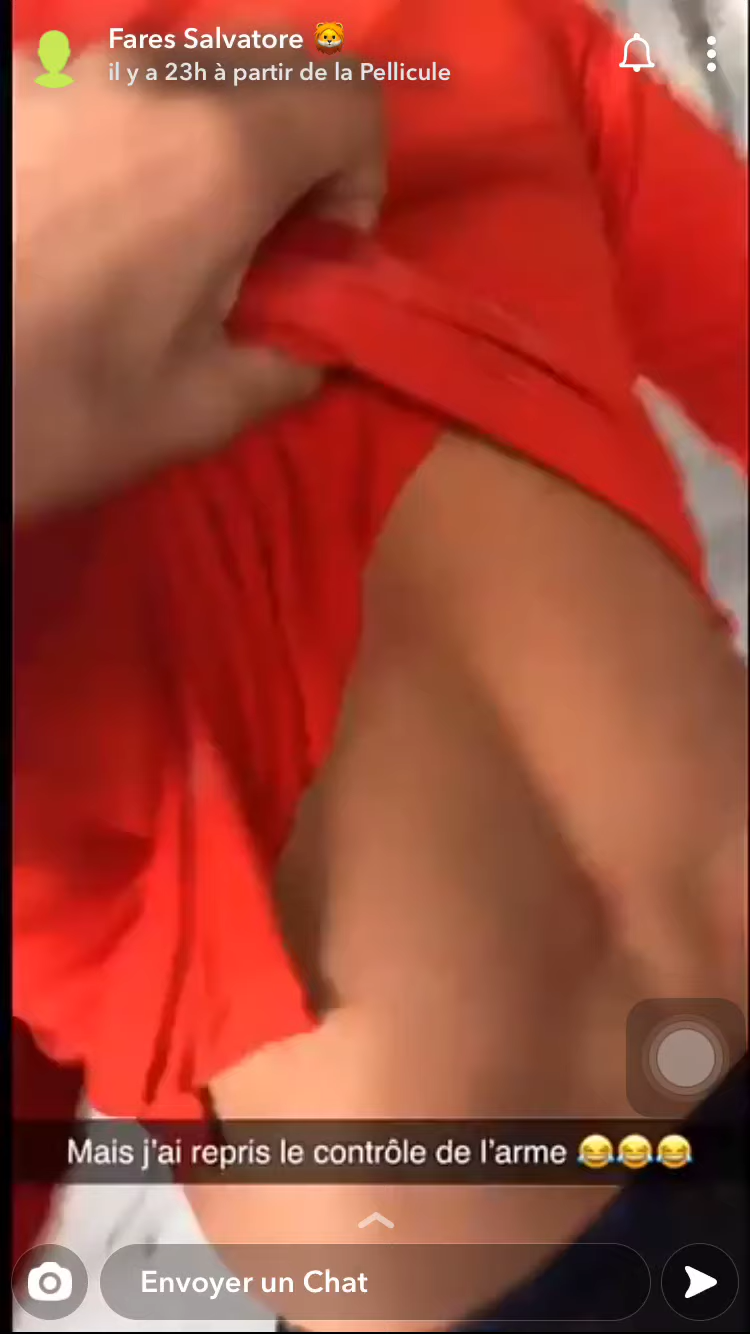 Fares Salvatore 🦁
il y a 23h à partir de la Pellicule
Mais j'ai repris le contrôle de l'arme 😂😂😂
Envoyer un Chat